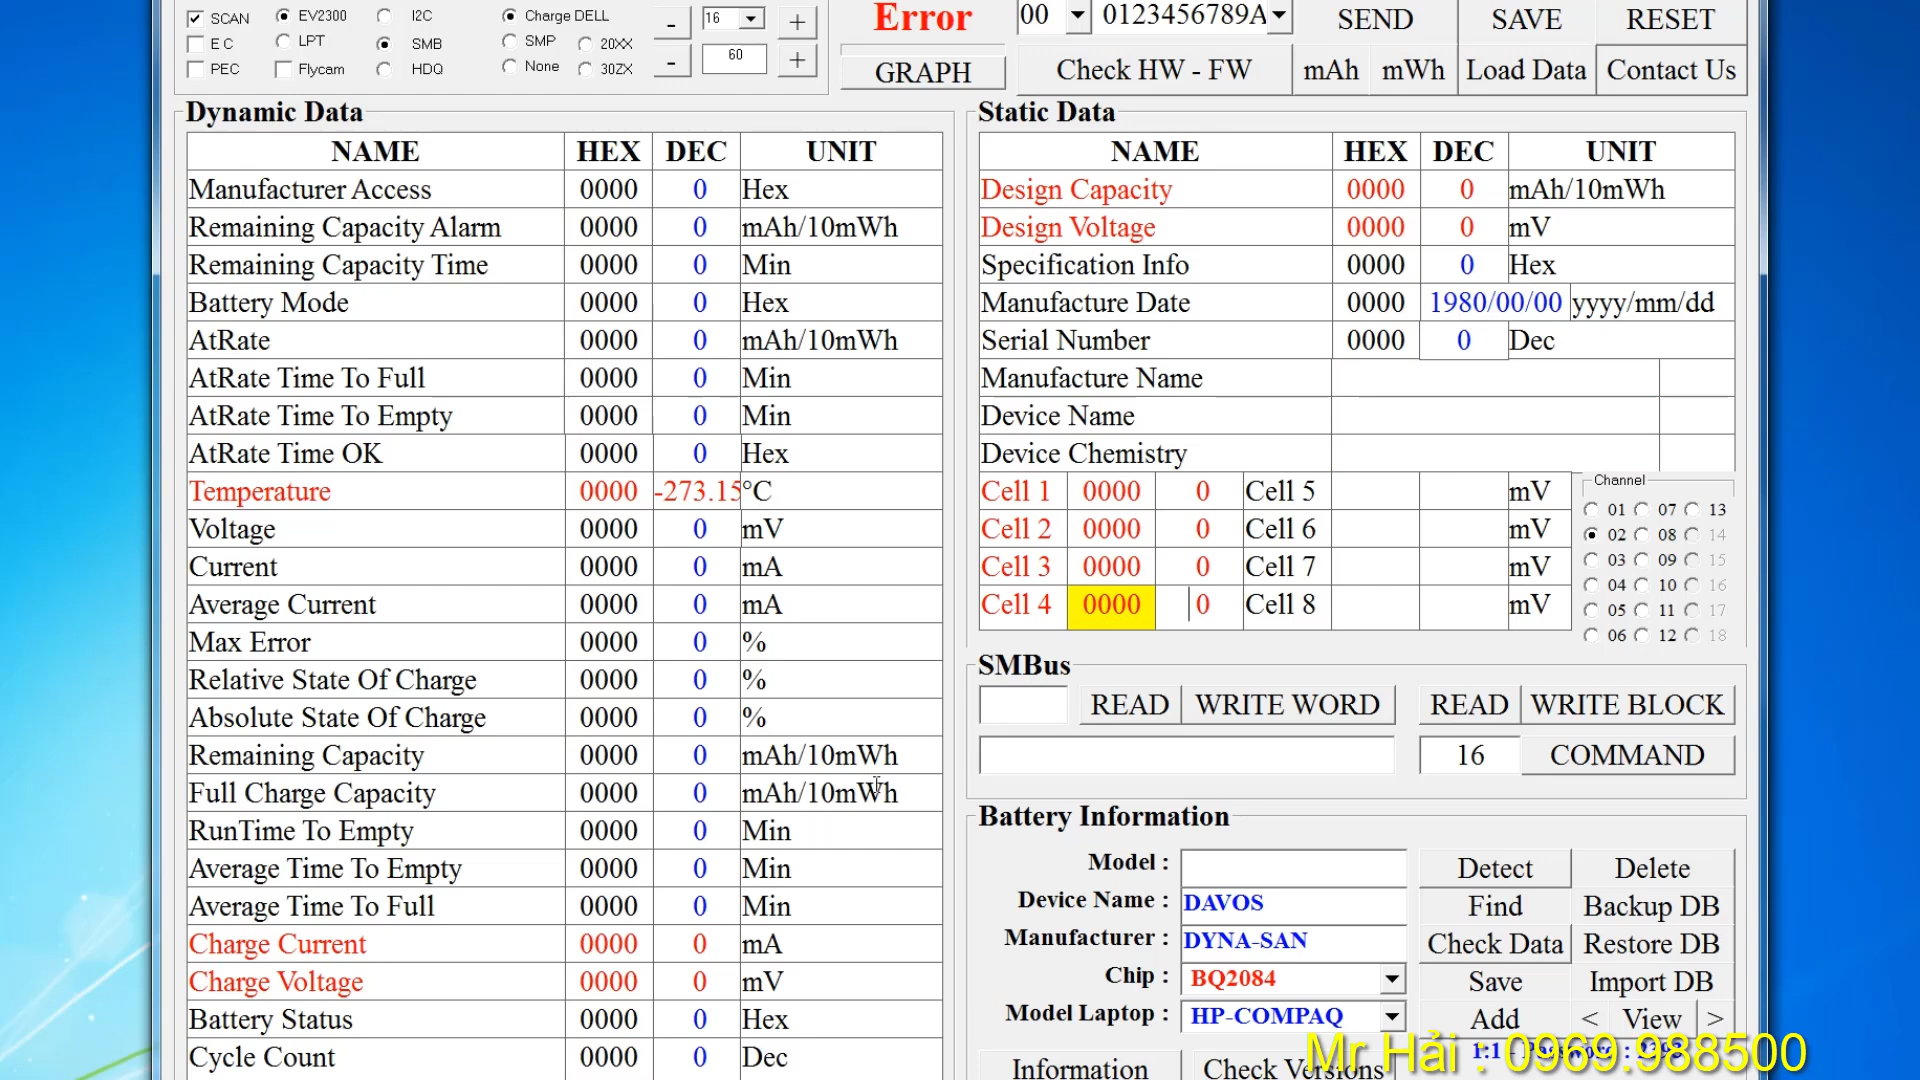 SCAN EV2300 I2C Charge DELL - 16 + Error 00 0123456789A SEND SAVE RESET
E C LPT SMB SMP 20XX
PEC Flycam HDQ None 30ZX - 60 + GRAPH Check HW - FW mAh mWh Load Data Contact Us
Dynamic Data
NAME HEX DEC UNIT
Manufacturer Access 0000 0 Hex
Remaining Capacity Alarm 0000 0 mAh/10mWh
Remaining Capacity Time 0000 0 Min
Battery Mode 0000 0 Hex
AtRate 0000 0 mAh/10mWh
AtRate Time To Full 0000 0 Min
AtRate Time To Empty 0000 0 Min
AtRate Time OK 0000 0 Hex
Temperature 0000 -273.15 °C
Voltage 0000 0 mV
Current 0000 0 mA
Average Current 0000 0 mA
Max Error 0000 0 %
Relative State Of Charge 0000 0 %
Absolute State Of Charge 0000 0 %
Remaining Capacity 0000 0 mAh/10mWh
Full Charge Capacity 0000 0 mAh/10mWh
RunTime To Empty 0000 0 Min
Average Time To Empty 0000 0 Min
Average Time To Full 0000 0 Min
Charge Current 0000 0 mA
Charge Voltage 0000 0 mV
Battery Status 0000 0 Hex
Cycle Count 0000 0 Dec
Static Data
NAME HEX DEC UNIT
Design Capacity 0000 0 mAh/10mWh
Design Voltage 0000 0 mV
Specification Info 0000 0 Hex
Manufacture Date 0000 1980/00/00 yyyy/mm/dd
Serial Number 0000 0 Dec
Manufacture Name
Device Name
Device Chemistry
Cell 1 0000 0 Cell 5 mV
Cell 2 0000 0 Cell 6 mV
Cell 3 0000 0 Cell 7 mV
Cell 4 0000 0 Cell 8 mV
Channel
01 07 13
02 08 14
03 09 15
04 10 16
05 11 17
06 12 18
SMBus
READ WRITE WORD READ WRITE BLOCK
16 COMMAND
Battery Information
Model : Detect Delete
Device Name : DAVOS Find Backup DB
Manufacturer : DYNA-SAN Check Data Restore DB
Chip : BQ2084 Save Import DB
Model Laptop : HP-COMPAQ Add < View >
Information Check Versions
Mr Hải : 0969.988500